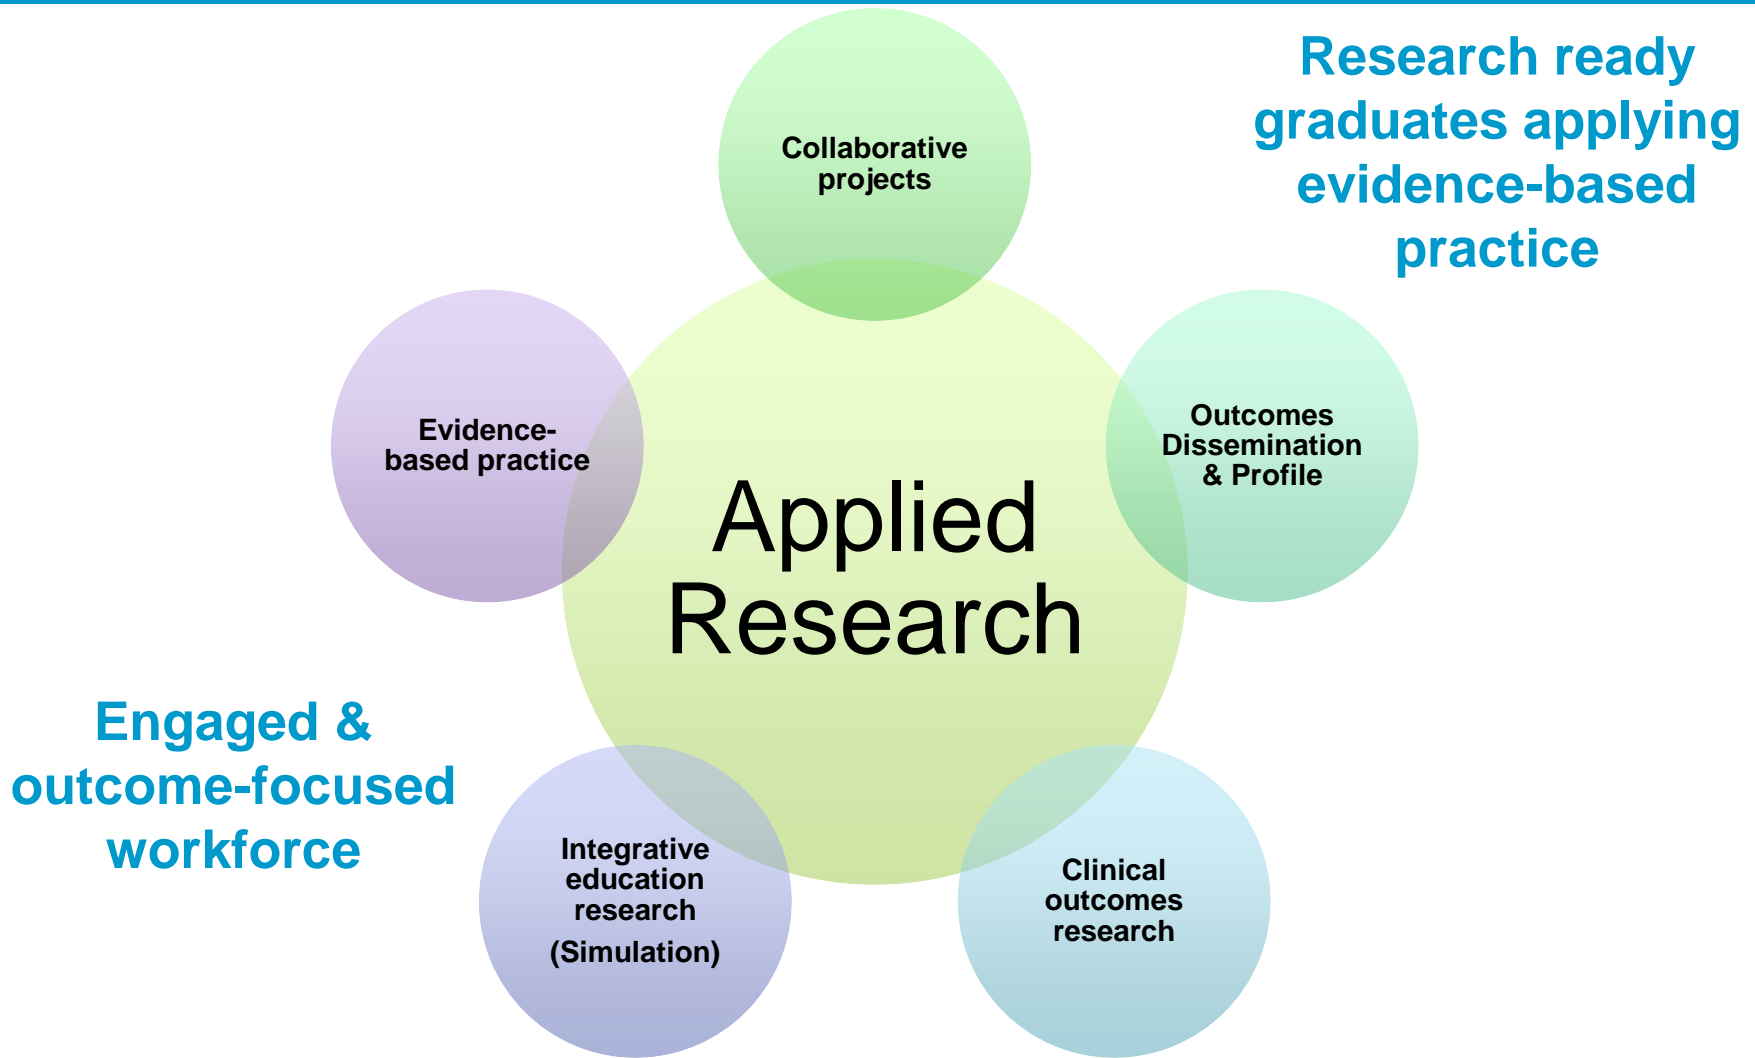 Research ready
graduates applying
evidence-based
practice
Collaborative
projects
Evidence-
based practice
Outcomes
Dissemination
& Profile
Applied
Research
Engaged &
outcome-focused
workforce
Integrative
education
research
(Simulation)
Clinical
outcomes
research